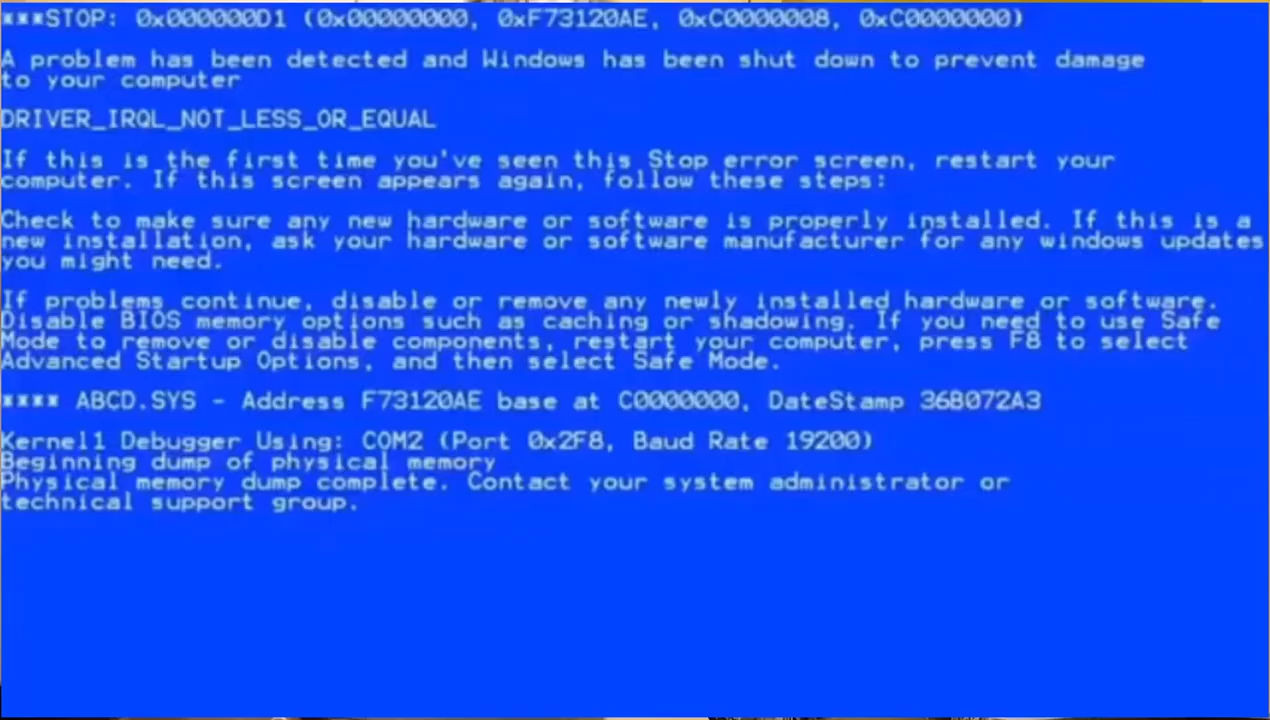 ***STOP: 0x000000D1 (0x00000000, 0xF73120AE, 0xC0000008, 0xC0000000)
A problem has been detected and Windows has been shut down to prevent damage
to your computer
DRIVER_IRQL_NOT_LESS_OR_EQUAL
If this is the first time you've seen this Stop error screen, restart your
computer. If this screen appears again, follow these steps:
Check to make sure any new hardware or software is properly installed. If this is a
new installation, ask your hardware or software manufacturer for any windows updates
you might need.
If problems continue, disable or remove any newly installed hardware or software.
Disable BIOS memory options such as caching or shadowing. If you need to use Safe
Mode to remove or disable components, restart your computer, press F8 to select
Advanced Startup Options, and then select Safe Mode.
**** ABCD.SYS - Address F73120AE base at C0000000, DateStamp 36B072A3
Kernel1 Debugger Using: COM2 (Port 0x2F8, Baud Rate 19200)
Beginning dump of physical memory
Physical memory dump complete. Contact your system administrator or
technical support group.